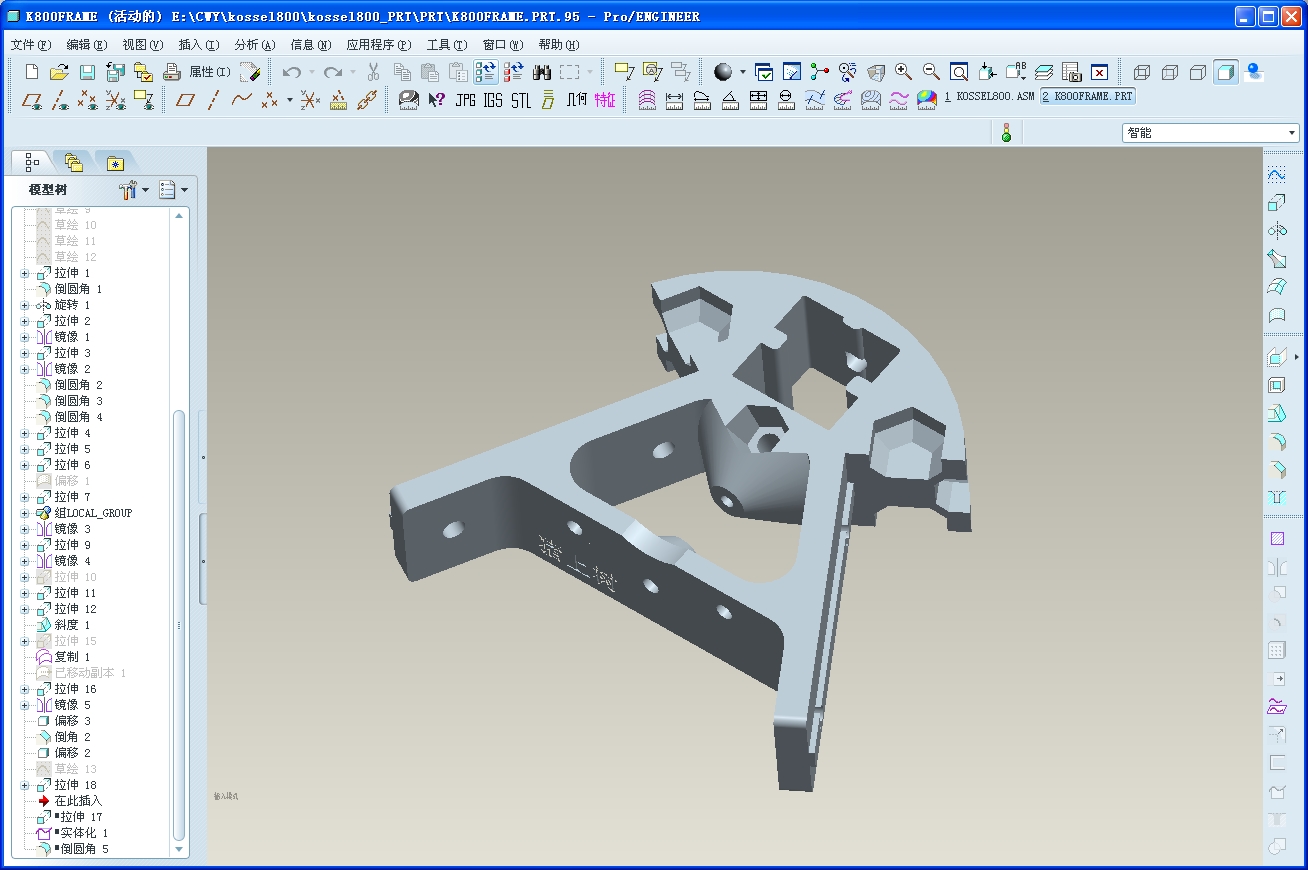 K800FRAME (活动的) E:\CWY\kossel800\kossel800_PRT\PRT\K800FRAME.PRT.95 - Pro/ENGINEER
文件(F) 编辑(E) 视图(V) 插入(I) 分析(A) 信息(N) 应用程序(P) 工具(T) 窗口(W) 帮助(H)
属性(I)
JPG IGS STL 几何 特征 1 KOSSEL800.ASM 2 K800FRAME.PRT
智能
模型树
草绘 9
草绘 10
草绘 11
草绘 12
拉伸 1
倒圆角 1
旋转 1
拉伸 2
镜像 1
拉伸 3
镜像 2
倒圆角 2
倒圆角 3
倒圆角 4
拉伸 4
拉伸 5
拉伸 6
偏移 1
拉伸 7
组LOCAL_GROUP
镜像 3
拉伸 9
镜像 4
拉伸 10
拉伸 11
拉伸 12
斜度 1
拉伸 15
复制 1
已移动副本 1
拉伸 16
镜像 5
偏移 3
倒角 2
偏移 2
草绘 13
拉伸 18
在此插入
拉伸 17
实体化 1
倒圆角 5
上树
插入模式